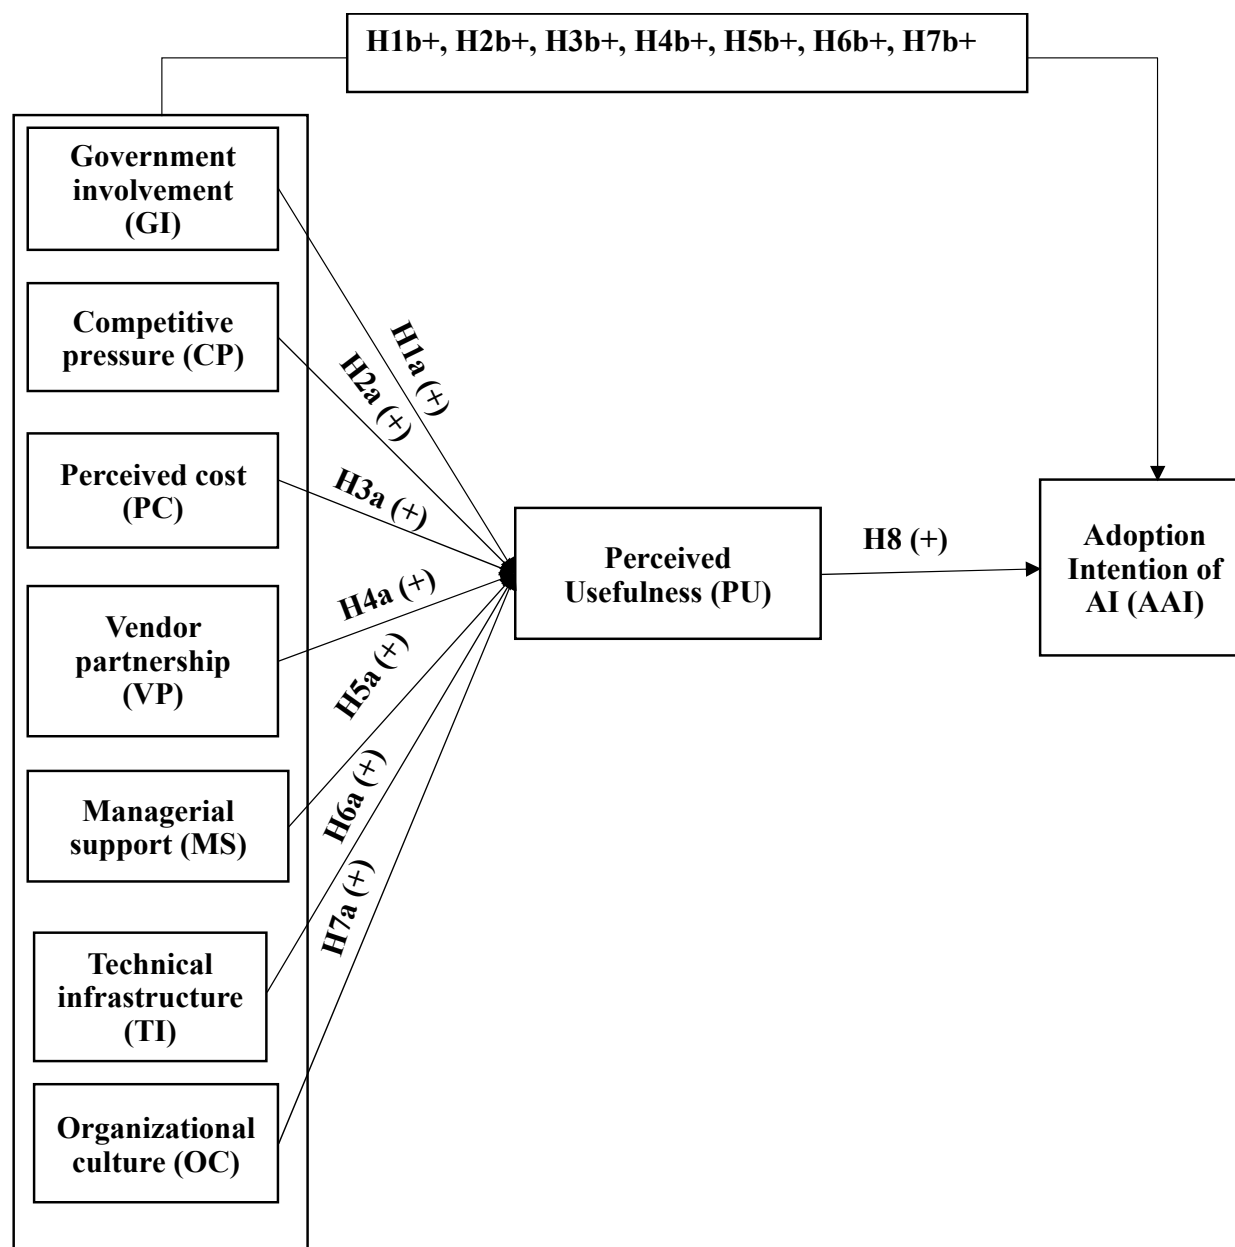 H1b+, H2b+, H3b+, H4b+, H5b+, H6b+, H7b+
Government
involvement
(GI)
Competitive
pressure (CP)
Perceived cost
(PC)
Vendor
partnership
(VP)
Managerial
support (MS)
Technical
infrastructure
(TI)
Organizational
culture (OC)
H1a (+)
H2a (+)
H3a (+)
H4a (+)
H5a (+)
H6a (+)
H7a (+)
Perceived
Usefulness (PU)
H8 (+)
Adoption
Intention of
AI (AAI)